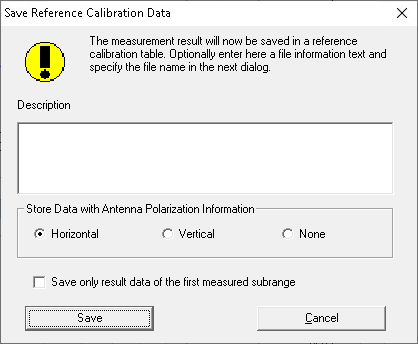 Save Reference Calibration Data
The measurement result will now be saved in a reference
calibration table. Optionally enter here a file information text and
specify the file name in the next dialog.
Description
Store Data with Antenna Polarization Information
Horizontal Vertical None
Save only result data of the first measured subrange
Save Cancel